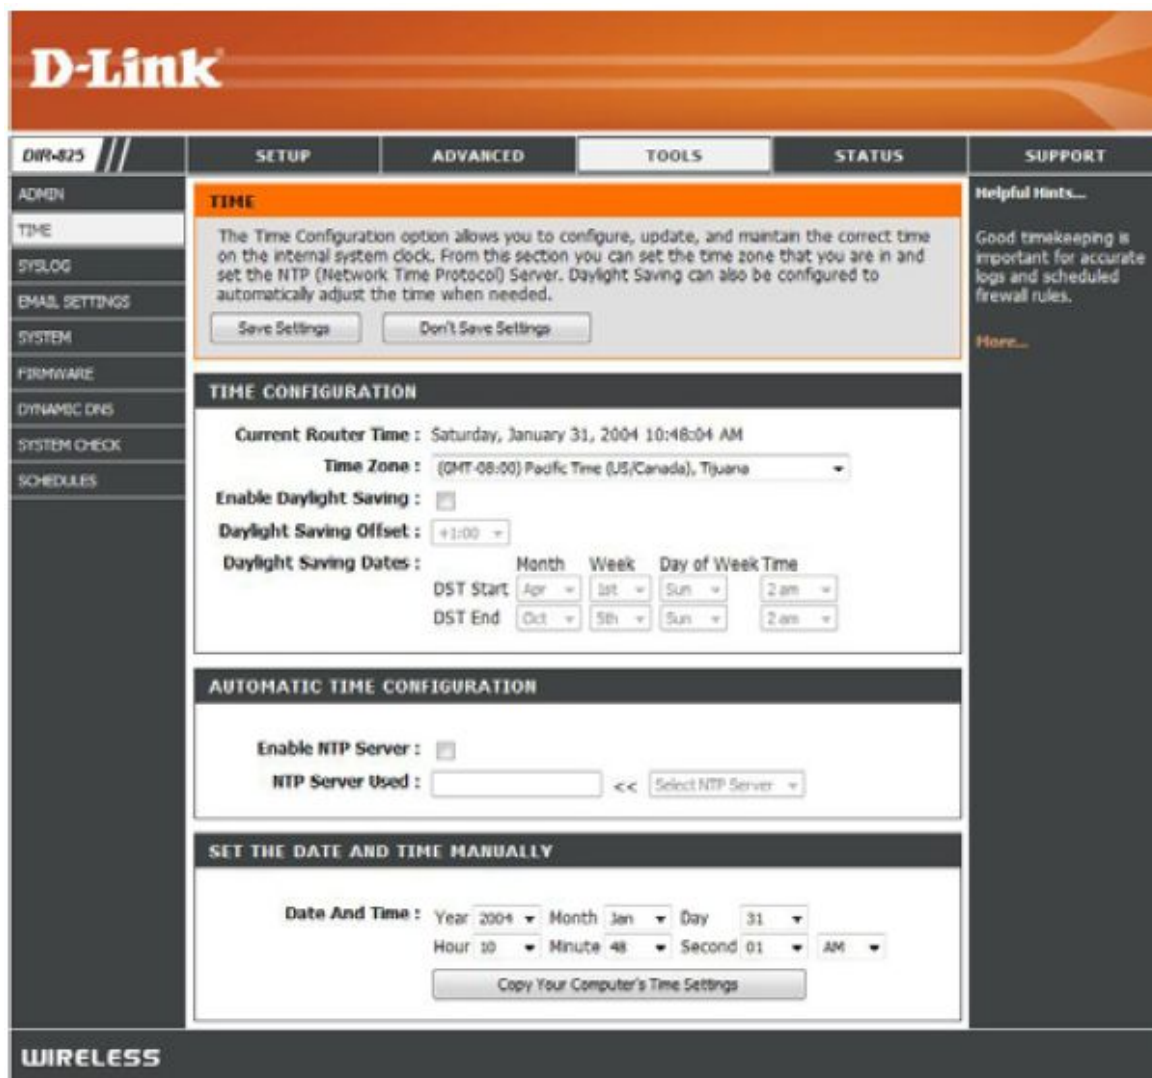 D-Link
DIR-825
SETUP
ADVANCED
TOOLS
STATUS
SUPPORT
ADMIN
TIME
SYSLOG
EMAIL SETTINGS
SYSTEM
FIRMWARE
DYNAMIC DNS
SYSTEM CHECK
SCHEDULES
TIME
The Time Configuration option allows you to configure, update, and maintain the correct time
on the internal system clock. From this section you can set the time zone that you are in and
set the NTP (Network Time Protocol) Server. Daylight Saving can also be configured to
automatically adjust the time when needed.
Save Settings Don't Save Settings
TIME CONFIGURATION
Current Router Time : Saturday, January 31, 2004 10:48:04 AM
Time Zone : (GMT-08:00) Pacific Time (US/Canada), Tijuana
Enable Daylight Saving :
Daylight Saving Offset : +1:00
Daylight Saving Dates : Month Week Day of Week Time
DST Start Apr 1st Sun 2 am
DST End Oct 5th Sun 2 am
AUTOMATIC TIME CONFIGURATION
Enable NTP Server :
NTP Server Used : << Select NTP Server
SET THE DATE AND TIME MANUALLY
Date And Time : Year 2004 Month Jan Day 31
Hour 10 Minute 48 Second 01 AM
Copy Your Computer's Time Settings
Helpful Hints...
Good timekeeping is
important for accurate
logs and scheduled
firewall rules.
More...
WIRELESS